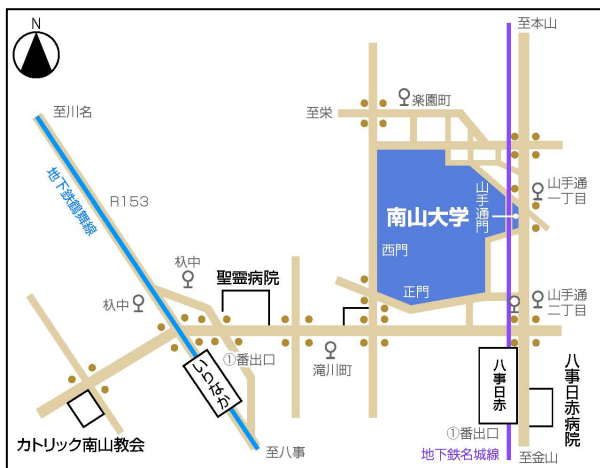 至本山
N
楽園町
至川名
至栄
地下鉄鶴舞線
R153
山手通門
山手通
一丁目
南山大学
西門
杁中
聖霊病院
正門
杁中
山手通
二丁目
①番出口
いりなか
滝川町
八事日赤
八事日赤病院
①番出口
カトリック南山教会
至八事
地下鉄名城線
至金山